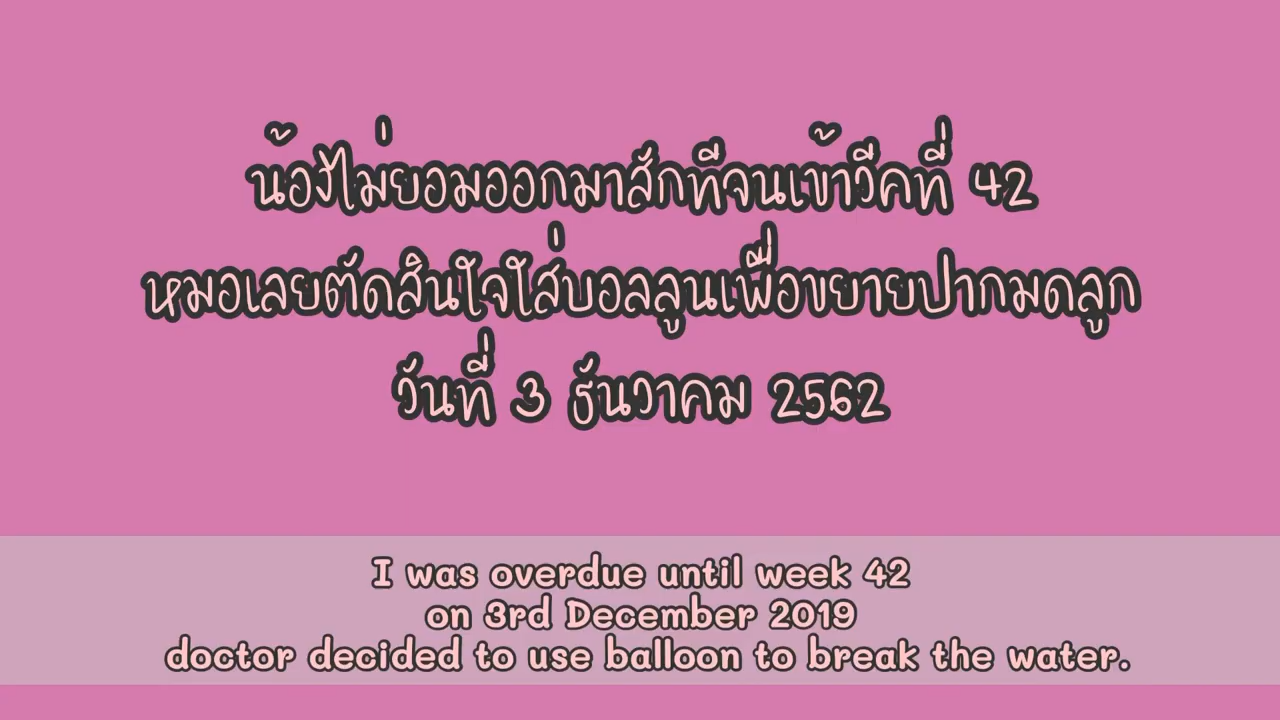 น้องไม่ยอมออกมาสักทีจนเข้าวีคที่ 42
หมอเลยตัดสินใจใส่บอลลูนเพื่อขยายปากมดลูก
วันที่ 3 ธันวาคม 2562
I was overdue until week 42
on 3rd December 2019
doctor decided to use balloon to break the water.